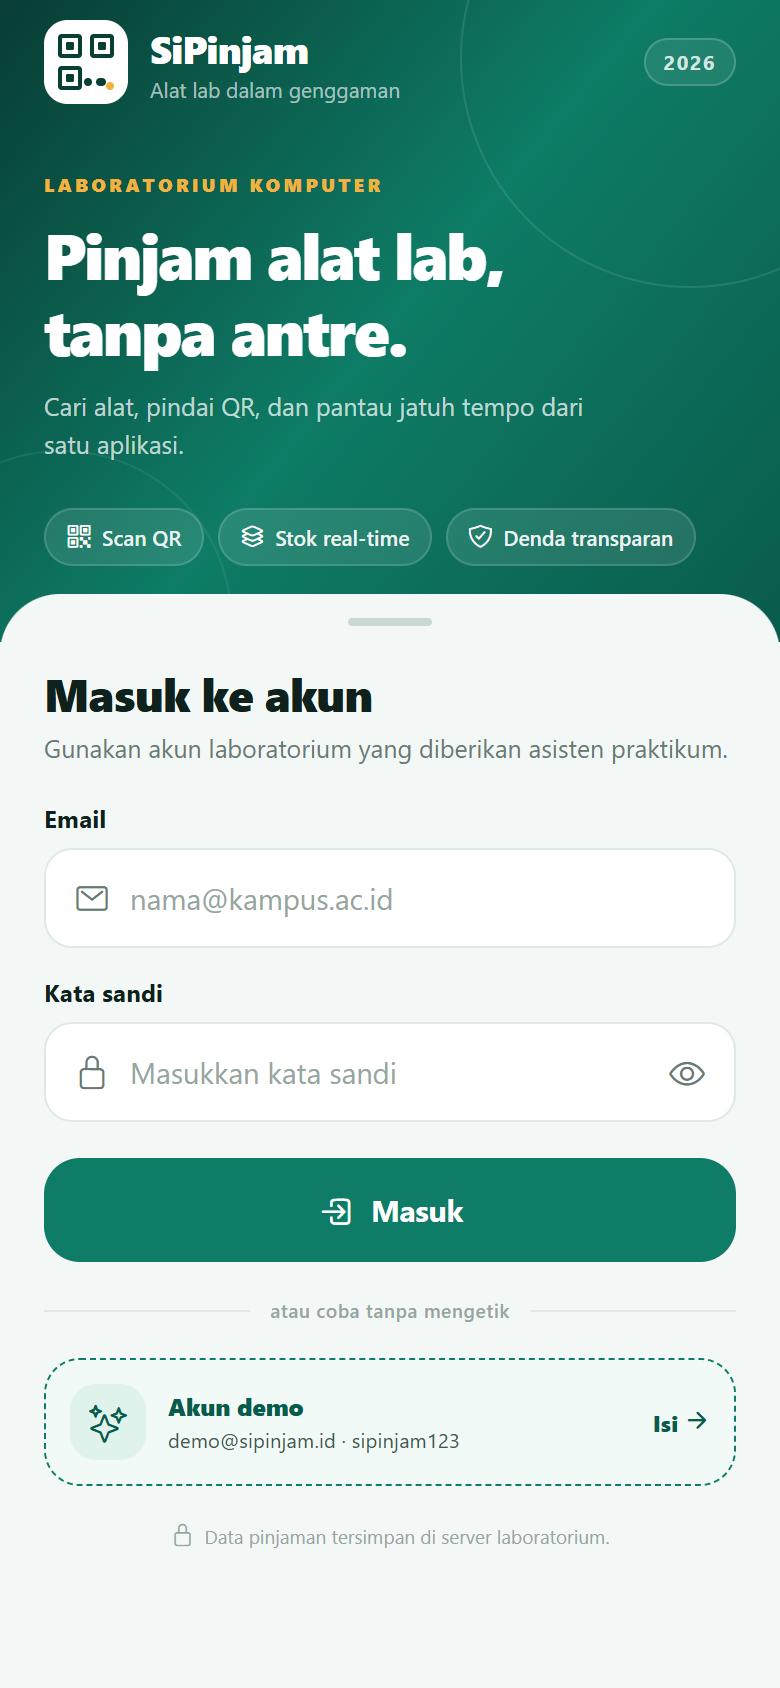 SiPinjam
Alat lab dalam genggaman
2026
LABORATORIUM KOMPUTER
Pinjam alat lab,
tanpa antre.
Cari alat, pindai QR, dan pantau jatuh tempo dari
satu aplikasi.
Scan QR
Stok real-time
Denda transparan
Masuk ke akun
Gunakan akun laboratorium yang diberikan asisten praktikum.
Email
nama@kampus.ac.id
Kata sandi
Masukkan kata sandi
Masuk
atau coba tanpa mengetik
Akun demo
demo@sipinjam.id · sipinjam123
Isi →
Data pinjaman tersimpan di server laboratorium.